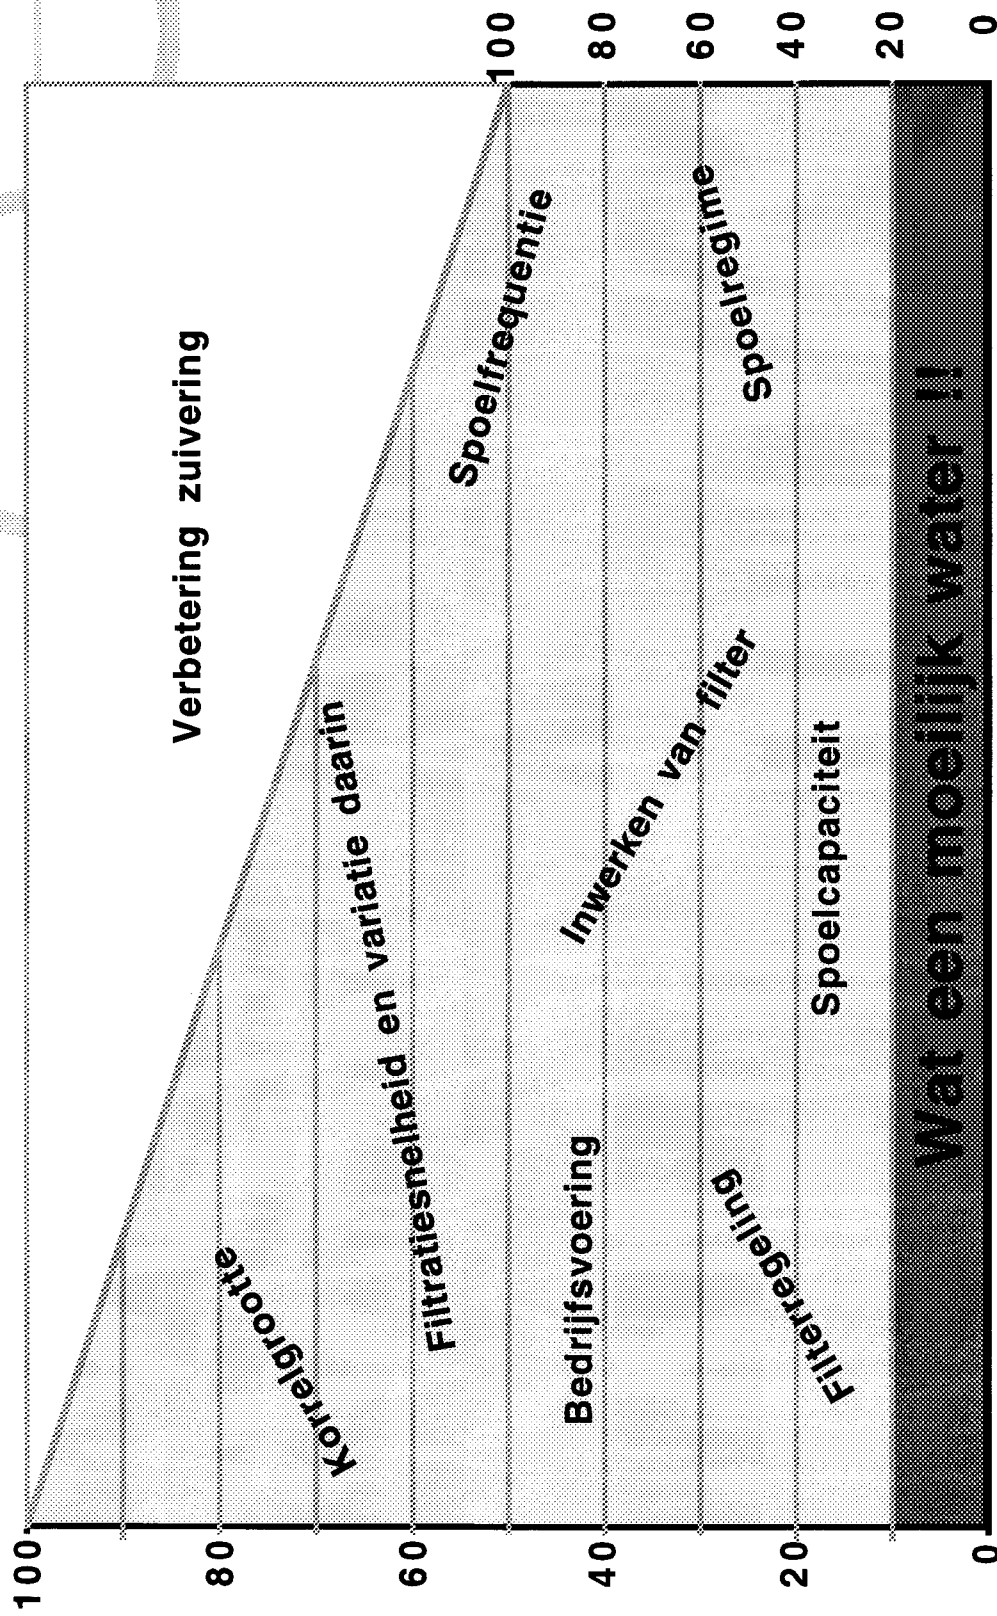 Verbetering zuivering
Korrelgrootte
Filtratiesnelheid en variatie daarin
Spoelfrequentie
Bedrijfsvoering
Inwerken van filter
Spoelregime
Filterregeling
Spoelcapaciteit
Wat een moeilijk water !!
100
80
60
40
20
0
100
80
60
40
20
0